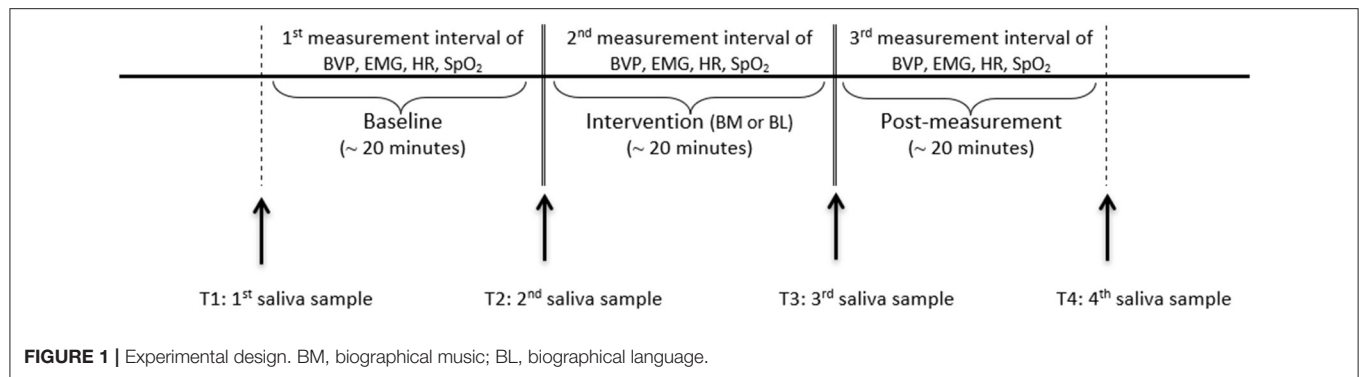 1st measurement interval of
BVP, EMG, HR, SpO₂
2nd measurement interval of
BVP, EMG, HR, SpO₂
3rd measurement interval of
BVP, EMG, HR, SpO₂
Baseline
(~ 20 minutes)
Intervention (BM or BL)
(~ 20 minutes)
Post-measurement
(~ 20 minutes)
T1: 1st saliva sample
T2: 2nd saliva sample
T3: 3rd saliva sample
T4: 4th saliva sample
FIGURE 1 | Experimental design. BM, biographical music; BL, biographical language.